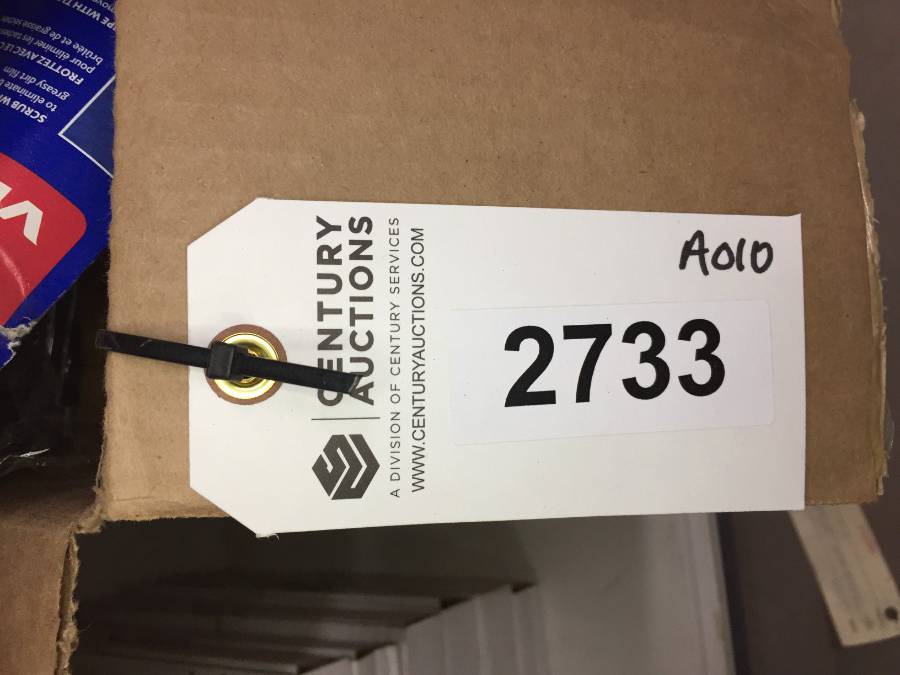 CENTURY
AUCTIONS
A DIVISION OF CENTURY SERVICES
WWW.CENTURYAUCTIONS.COM
A010
2733
SCRUB
to eliminate
greasy dirt film
FROTTEZ AVEC
pour éliminer les
brûlée et de graisse